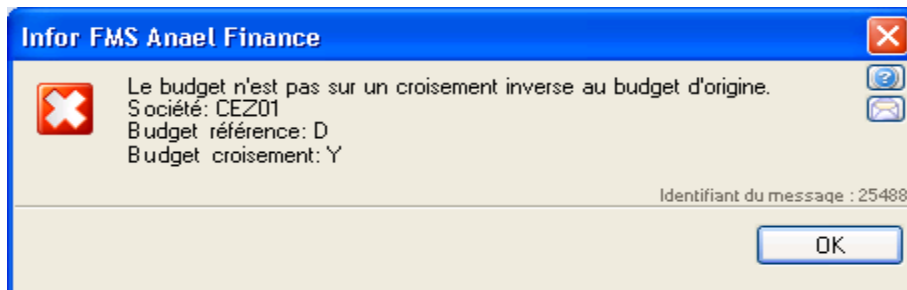 Infor FMS Anael Finance
Le budget n'est pas sur un croisement inverse au budget d'origine.
Société: CEZ01
Budget référence: D
Budget croisement: Y
Identifiant du message : 25488
OK